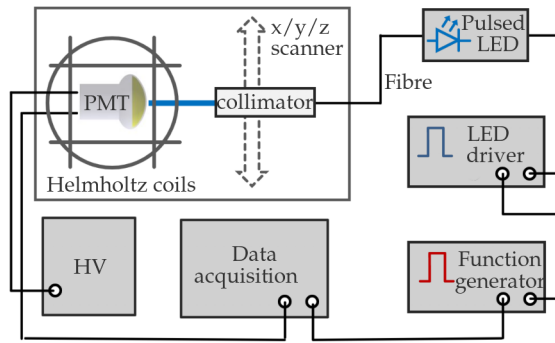 x/y/z
scanner
Pulsed
LED
PMT
collimator
Fibre
Helmholtz coils
LED
driver
HV
Data
acquisition
Function
generator